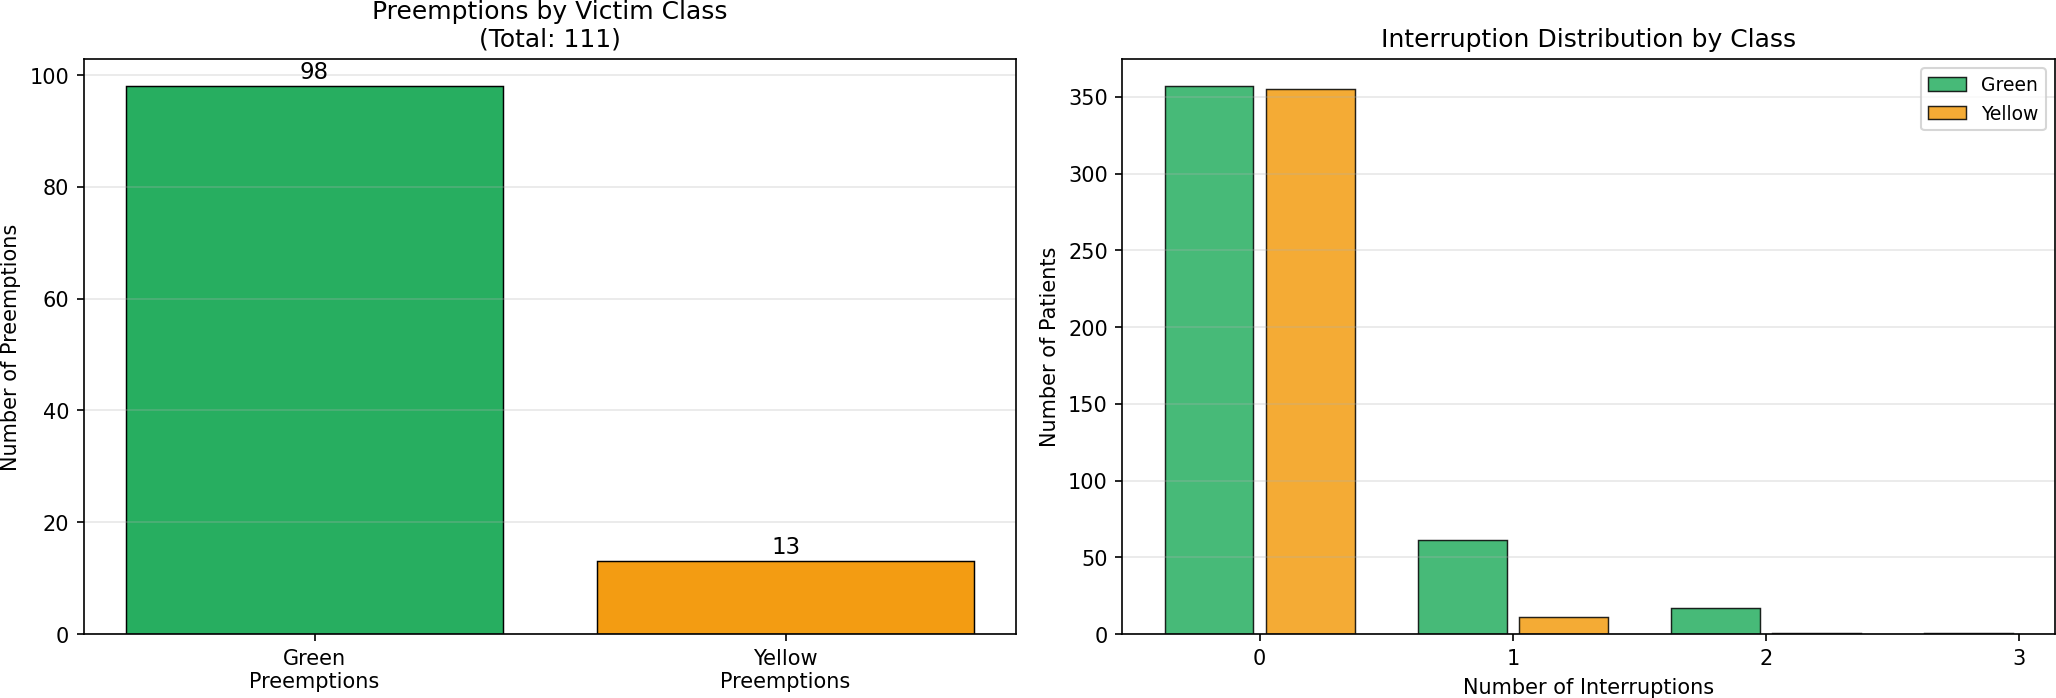 Preemptions by Victim Class
(Total: 111)
Number of Preemptions
100
80
60
40
20
0
98
13
Green
Preemptions
Yellow
Preemptions
Interruption Distribution by Class
Number of Patients
350
300
250
200
150
100
50
0
Green
Yellow
0
1
2
3
Number of Interruptions